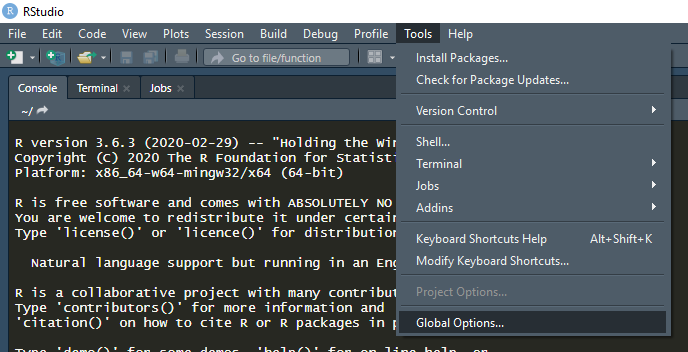 RStudio
File Edit Code View Plots Session Build Debug Profile Tools Help
Go to file/function
Install Packages...
Check for Package Updates...
Version Control
Shell...
Terminal
Jobs
Addins
Keyboard Shortcuts Help Alt+Shift+K
Modify Keyboard Shortcuts...
Project Options...
Global Options...
Console Terminal Jobs
~/
R version 3.6.3 (2020-02-29) -- "Holding the
Copyright (C) 2020 The R Foundation for
Platform: x86_64-w64-mingw32/x64 (64-bit)
R is free software and comes with ABSOLUTELY NO
You are welcome to redistribute it under
Type 'license()' or 'licence()' for
Natural language support but running in an
R is a collaborative project with many
Type 'contributors()' for more information and
'citation()' on how to cite R or R packages in
Type 'demo()' for some demos, 'help()' for on-line help, or